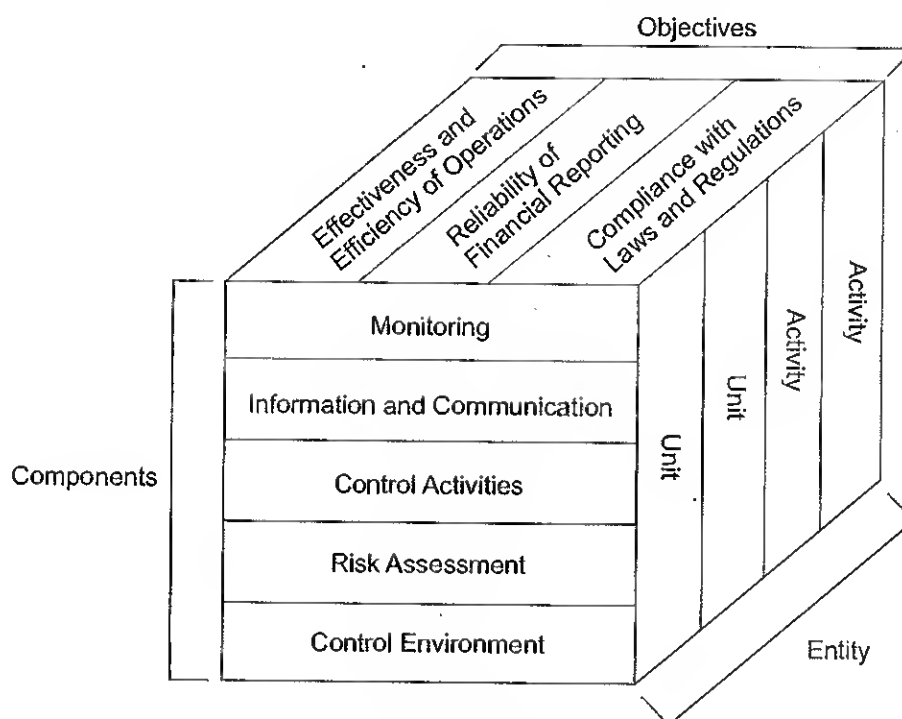 Objectives
Effectiveness and
Efficiency of Operations
Reliability of
Financial Reporting
Compliance with
Laws and Regulations
Components
Monitoring
Information and Communication
Control Activities
Risk Assessment
Control Environment
Unit
Unit
Activity
Activity
Entity